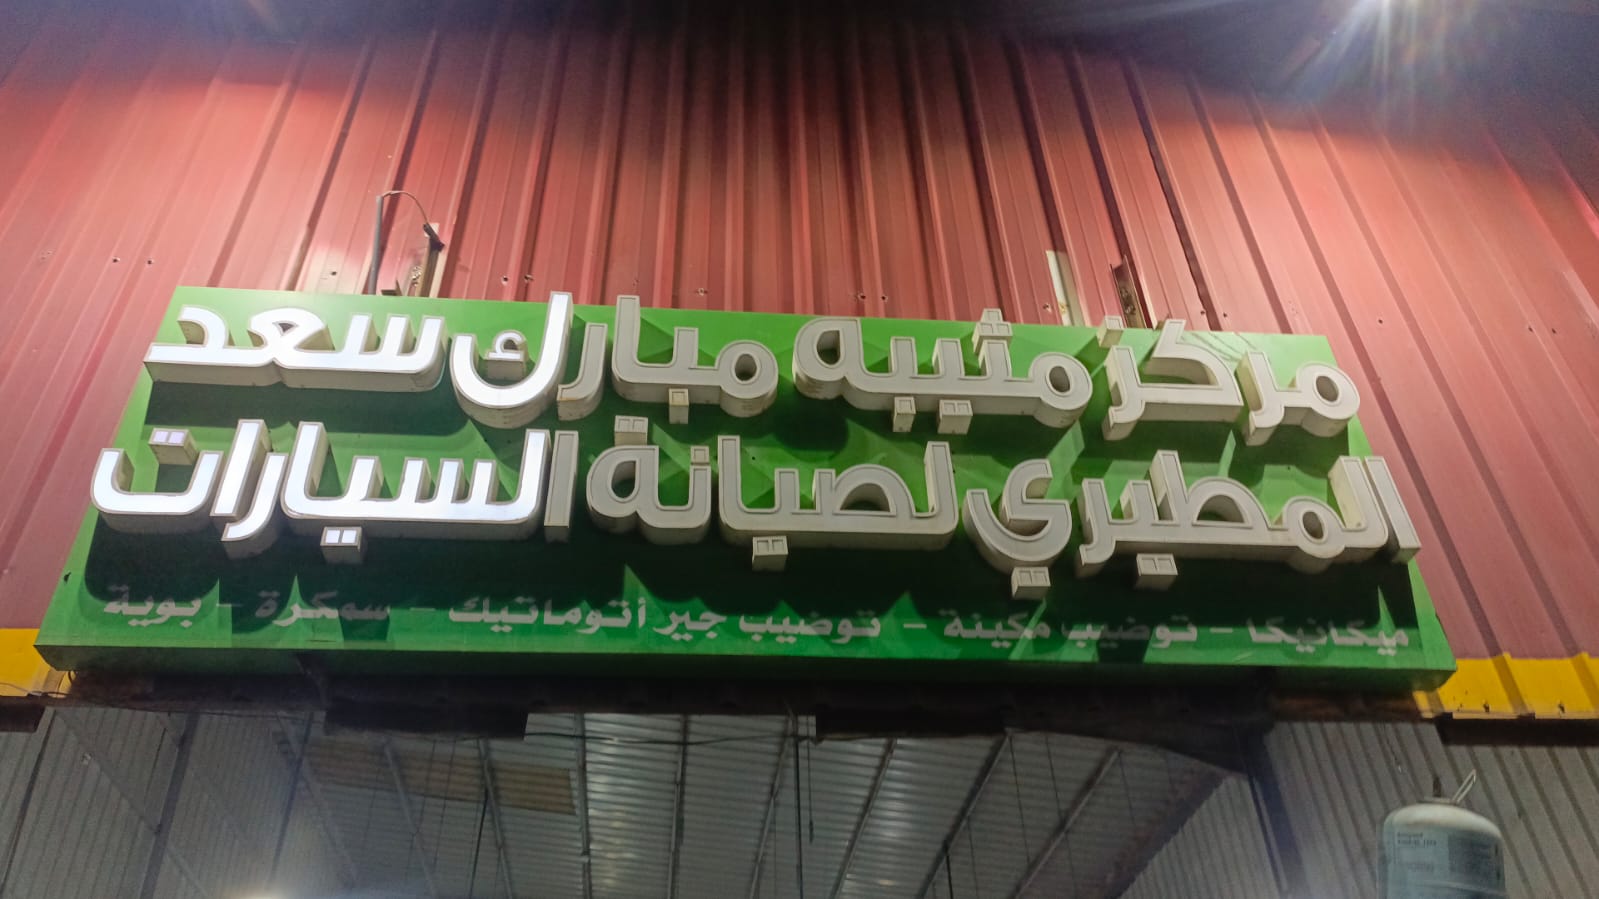 مركز مثيبه مبارك سعد
المطيري لصيانة السيارات
ميكانيكا - توضيب مكينة - توضيب جير أتوماتيك - سمكرة - بوية